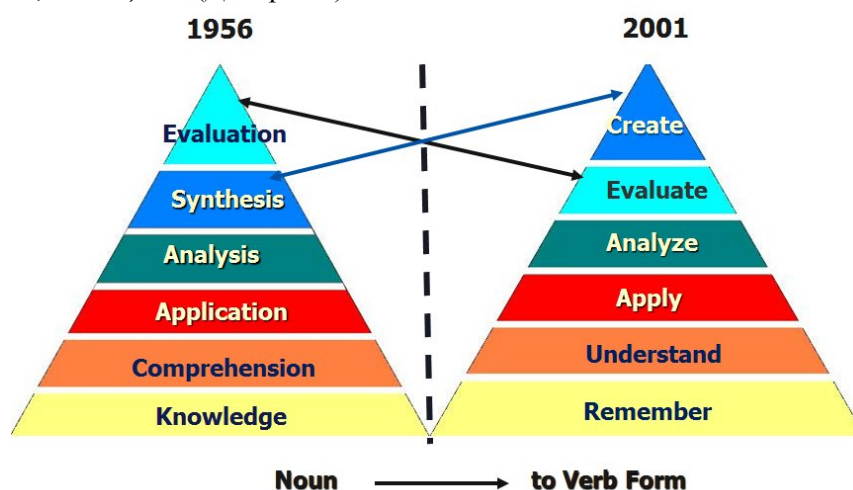 1956
Evaluation
Synthesis
Analysis
Application
Comprehension
Knowledge
2001
Create
Evaluate
Analyze
Apply
Understand
Remember
Noun to Verb Form